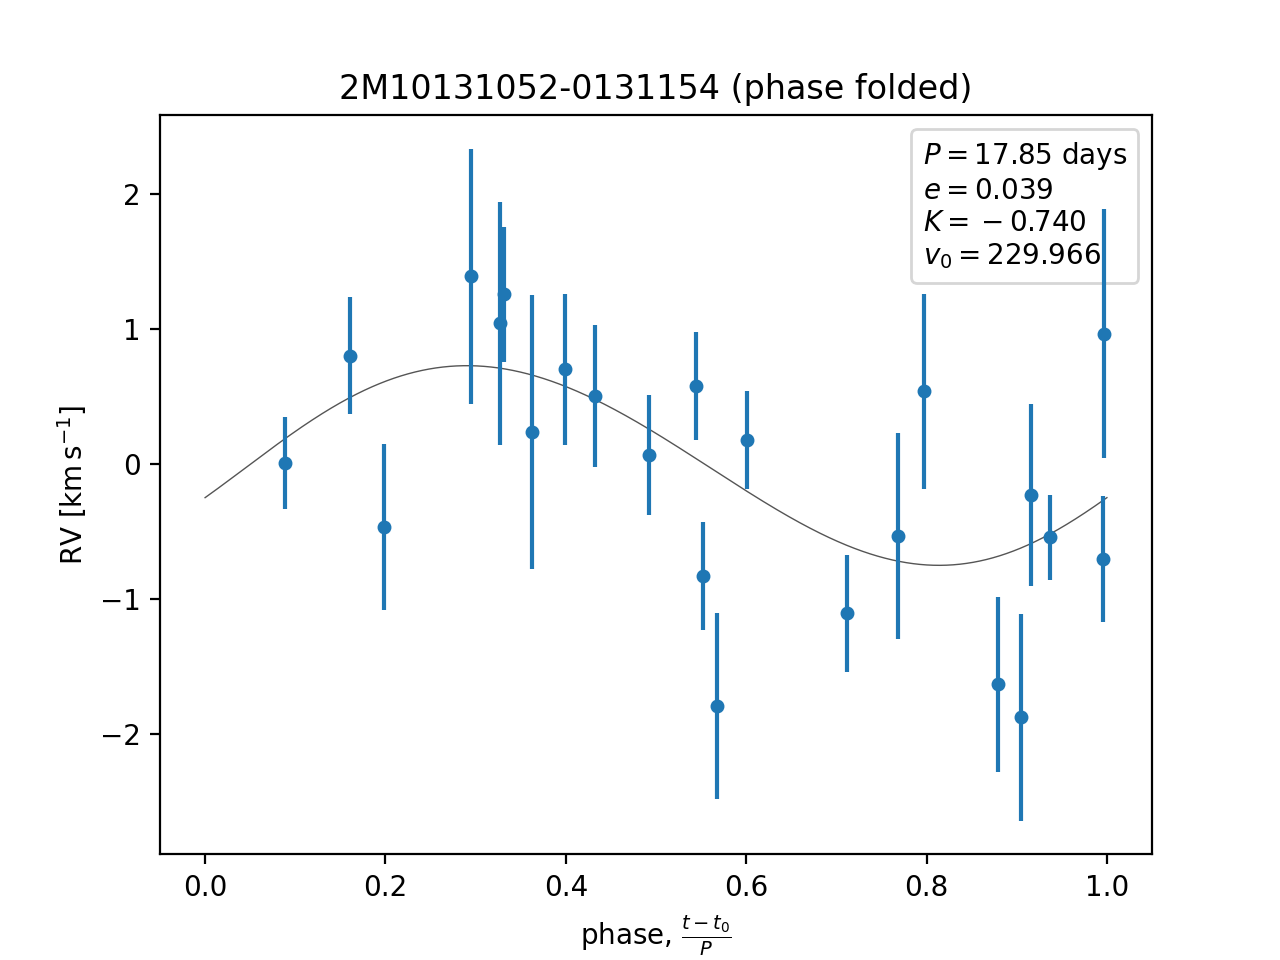 2M10131052-0131154 (phase folded)
P = 17.85 days
e = 0.039
K = −0.740
v₀ = 229.966
RV [km s⁻¹]
2
1
0
−1
−2
0.0 0.2 0.4 0.6 0.8 1.0
phase, (t − t₀)/P